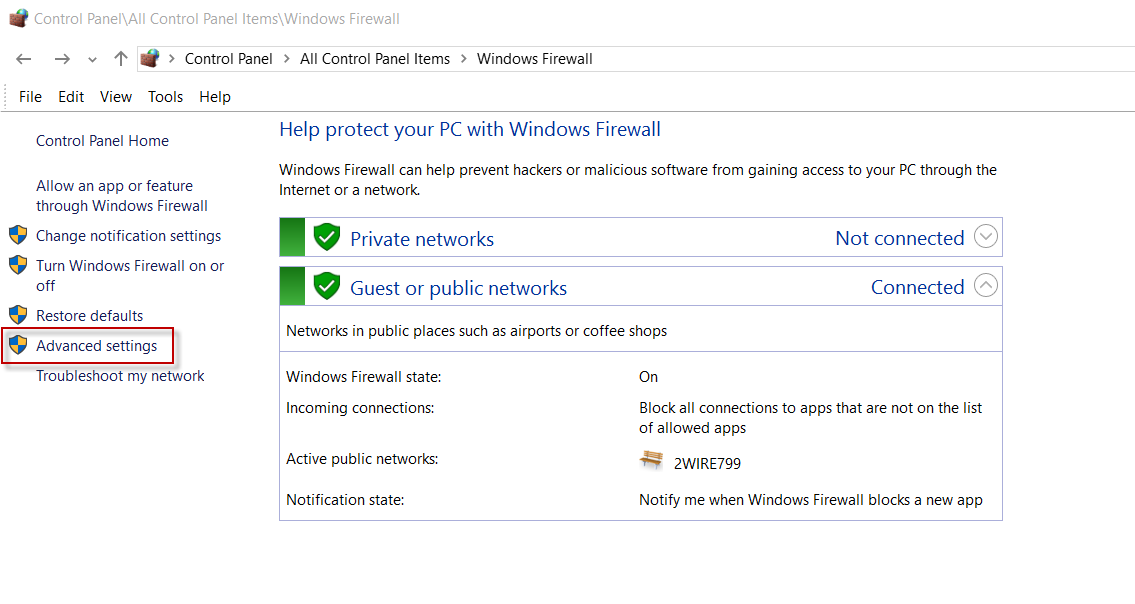 Control Panel\All Control Panel Items\Windows Firewall
Control Panel > All Control Panel Items > Windows Firewall
File Edit View Tools Help
Control Panel Home
Allow an app or feature
through Windows Firewall
Change notification settings
Turn Windows Firewall on or
off
Restore defaults
Advanced settings
Troubleshoot my network
Help protect your PC with Windows Firewall
Windows Firewall can help prevent hackers or malicious software from gaining access to your PC through the
Internet or a network.
Private networks Not connected
Guest or public networks Connected
Networks in public places such as airports or coffee shops
Windows Firewall state: On
Incoming connections: Block all connections to apps that are not on the list
of allowed apps
Active public networks: 2WIRE799
Notification state: Notify me when Windows Firewall blocks a new app